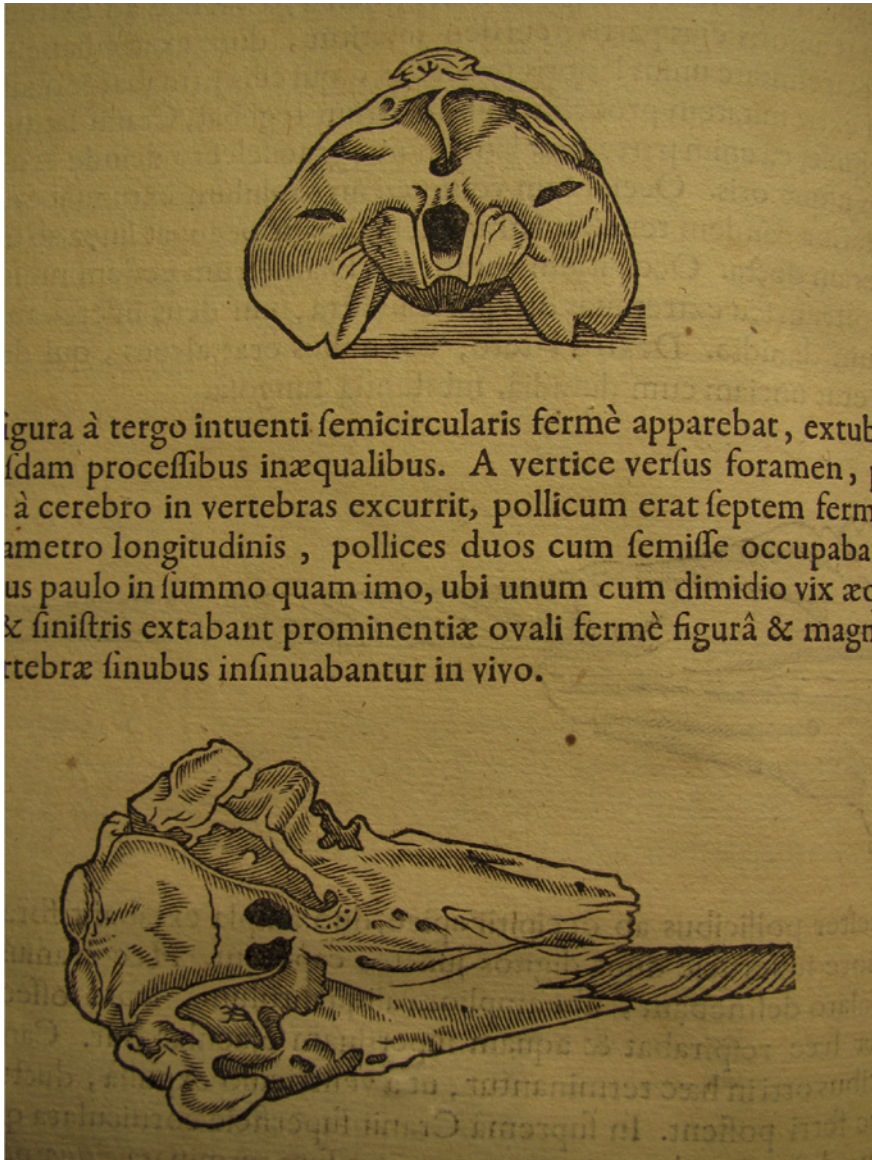 igura à tergo intuenti ſemicircularis fermè apparebat, extub
ſdam proceſſibus inæqualibus. A vertice verſus foramen, p
à cerebro in vertebras excurrit, pollicum erat ſeptem ferm
ametro longitudinis, pollices duos cum ſemiſſe occupaba
us paulo in ſummo quam imo, ubi unum cum dimidio vix æq
& ſiniſtris extabant prominentiæ ovali fermè figurâ & magn
rtebræ ſinubus inſinuabantur in vivo.